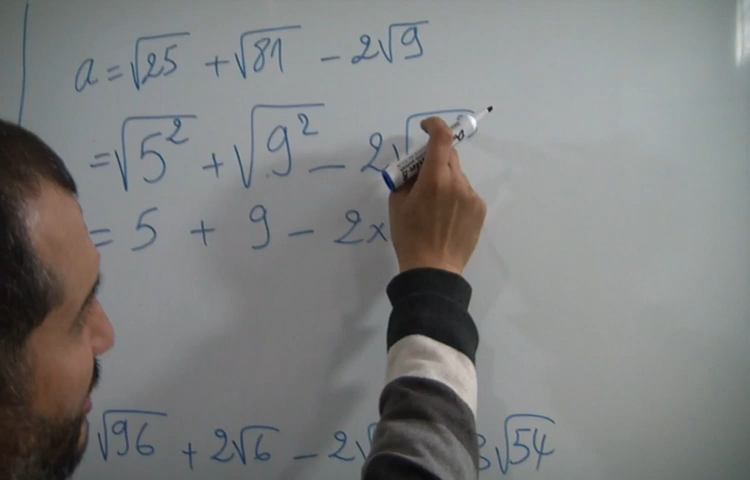 a = √25 + √81 - 2√9
= √5² + √9² - 2√
= 5 + 9 - 2×
√96 + 2√6 - 2√ 3√54